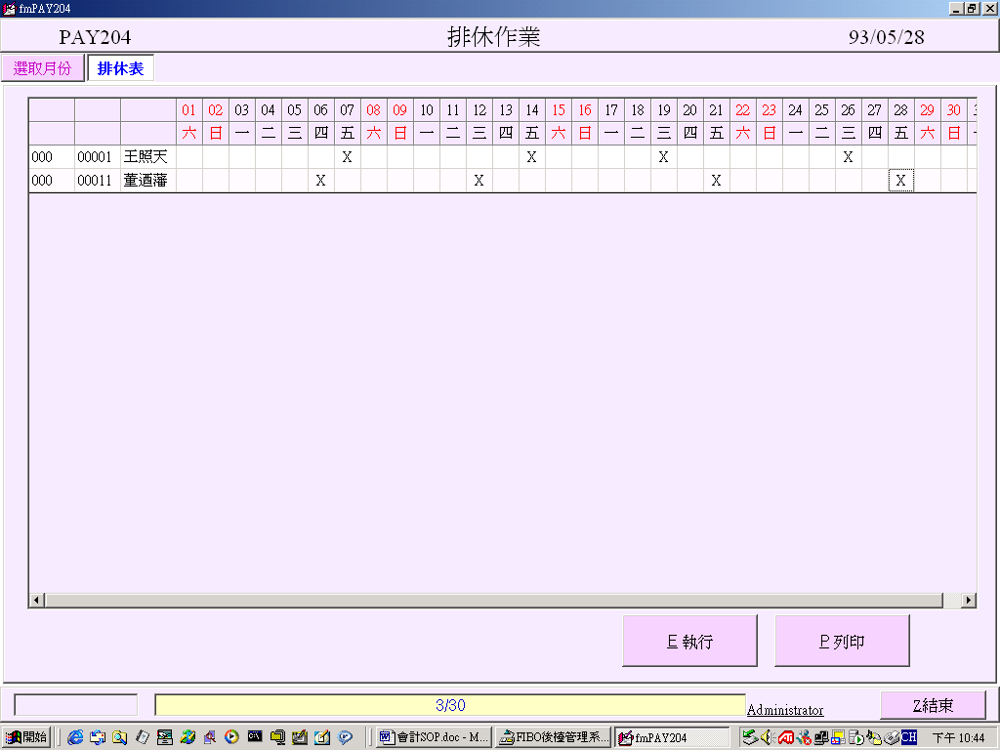 fmPAY204
PAY204 排休作業 93/05/28
選取月份 排休表
01 02 03 04 05 06 07 08 09 10 11 12 13 14 15 16 17 18 19 20 21 22 23 24 25 26 27 28 29 30
六 日 一 二 三 四 五 六 日 一 二 三 四 五 六 日 一 二 三 四 五 六 日 一 二 三 四 五 六 日
000 00001 王照天 X X X X
000 00011 董迺藩 X X X X
E 執行 P 列印
3/30 Administrator Z結束
開始 會計SOP.doc - M... FIBO後檯管理系... fmPAY204 CH 下午 10:44